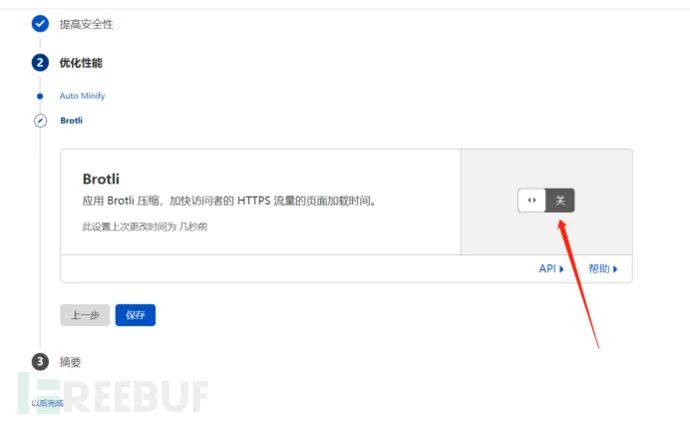 提高安全性
2 优化性能
Auto Minify
Brotli
Brotli
应用 Brotli 压缩，加快访问者的 HTTPS 流量的页面加载时间。
此设置上次更改时间为 几秒前
关
API
帮助
上一步
保存
3 摘要
以后完成
FREEBUF